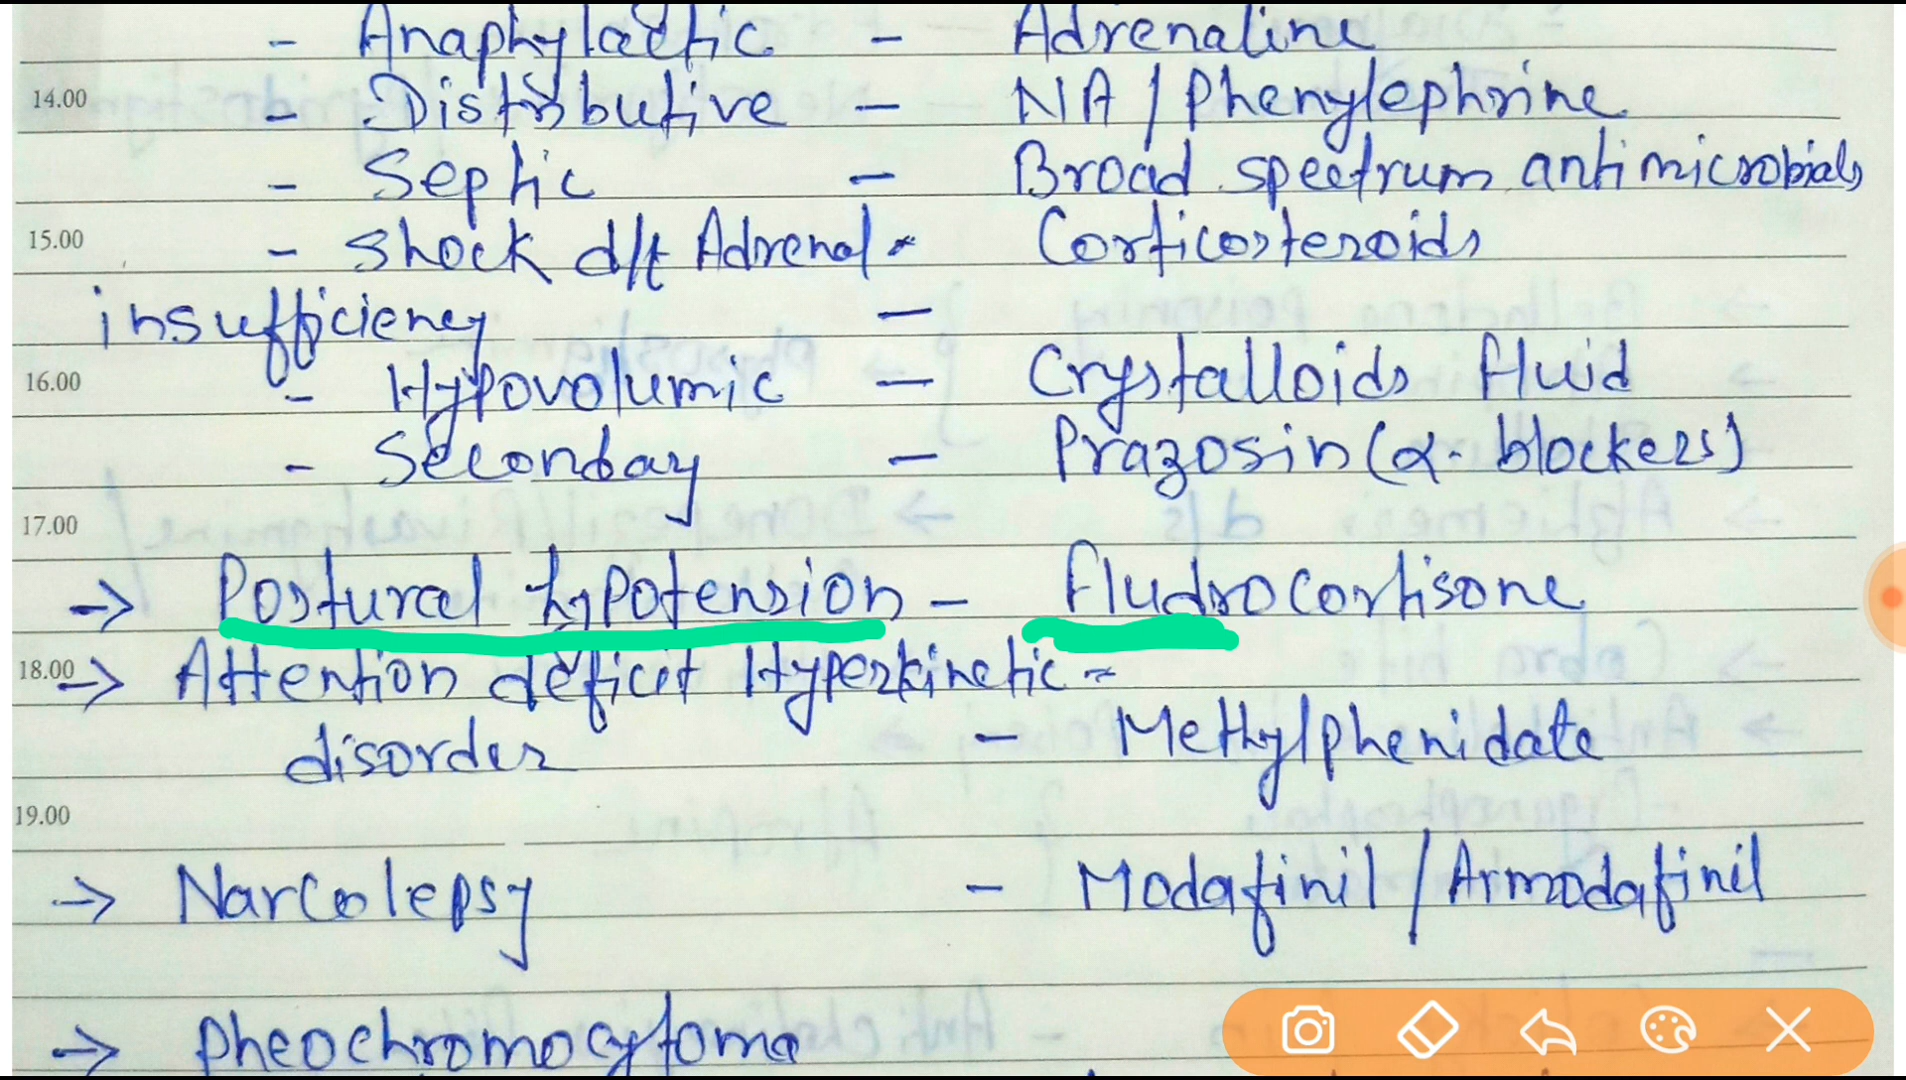 - Anaphylactic - Adrenaline
14.00 - Distributive - NA / Phenylephrine
- Septic - Broad spectrum antimicrobials
15.00 - Shock d/t Adrenal - Corticosteroids
insufficiency -
16.00 - Hypovolumic - Crystalloids fluid
- Seconday - Prazosin (α- blockers)
17.00
→ Postural hypotension - fludrocortisone
18.00 → Attention deficit Hyperkinetic -
disorder - Methylphenidate
19.00
→ Narcolepsy - Modafinil / Armodafinil
→ Pheochromocytoma